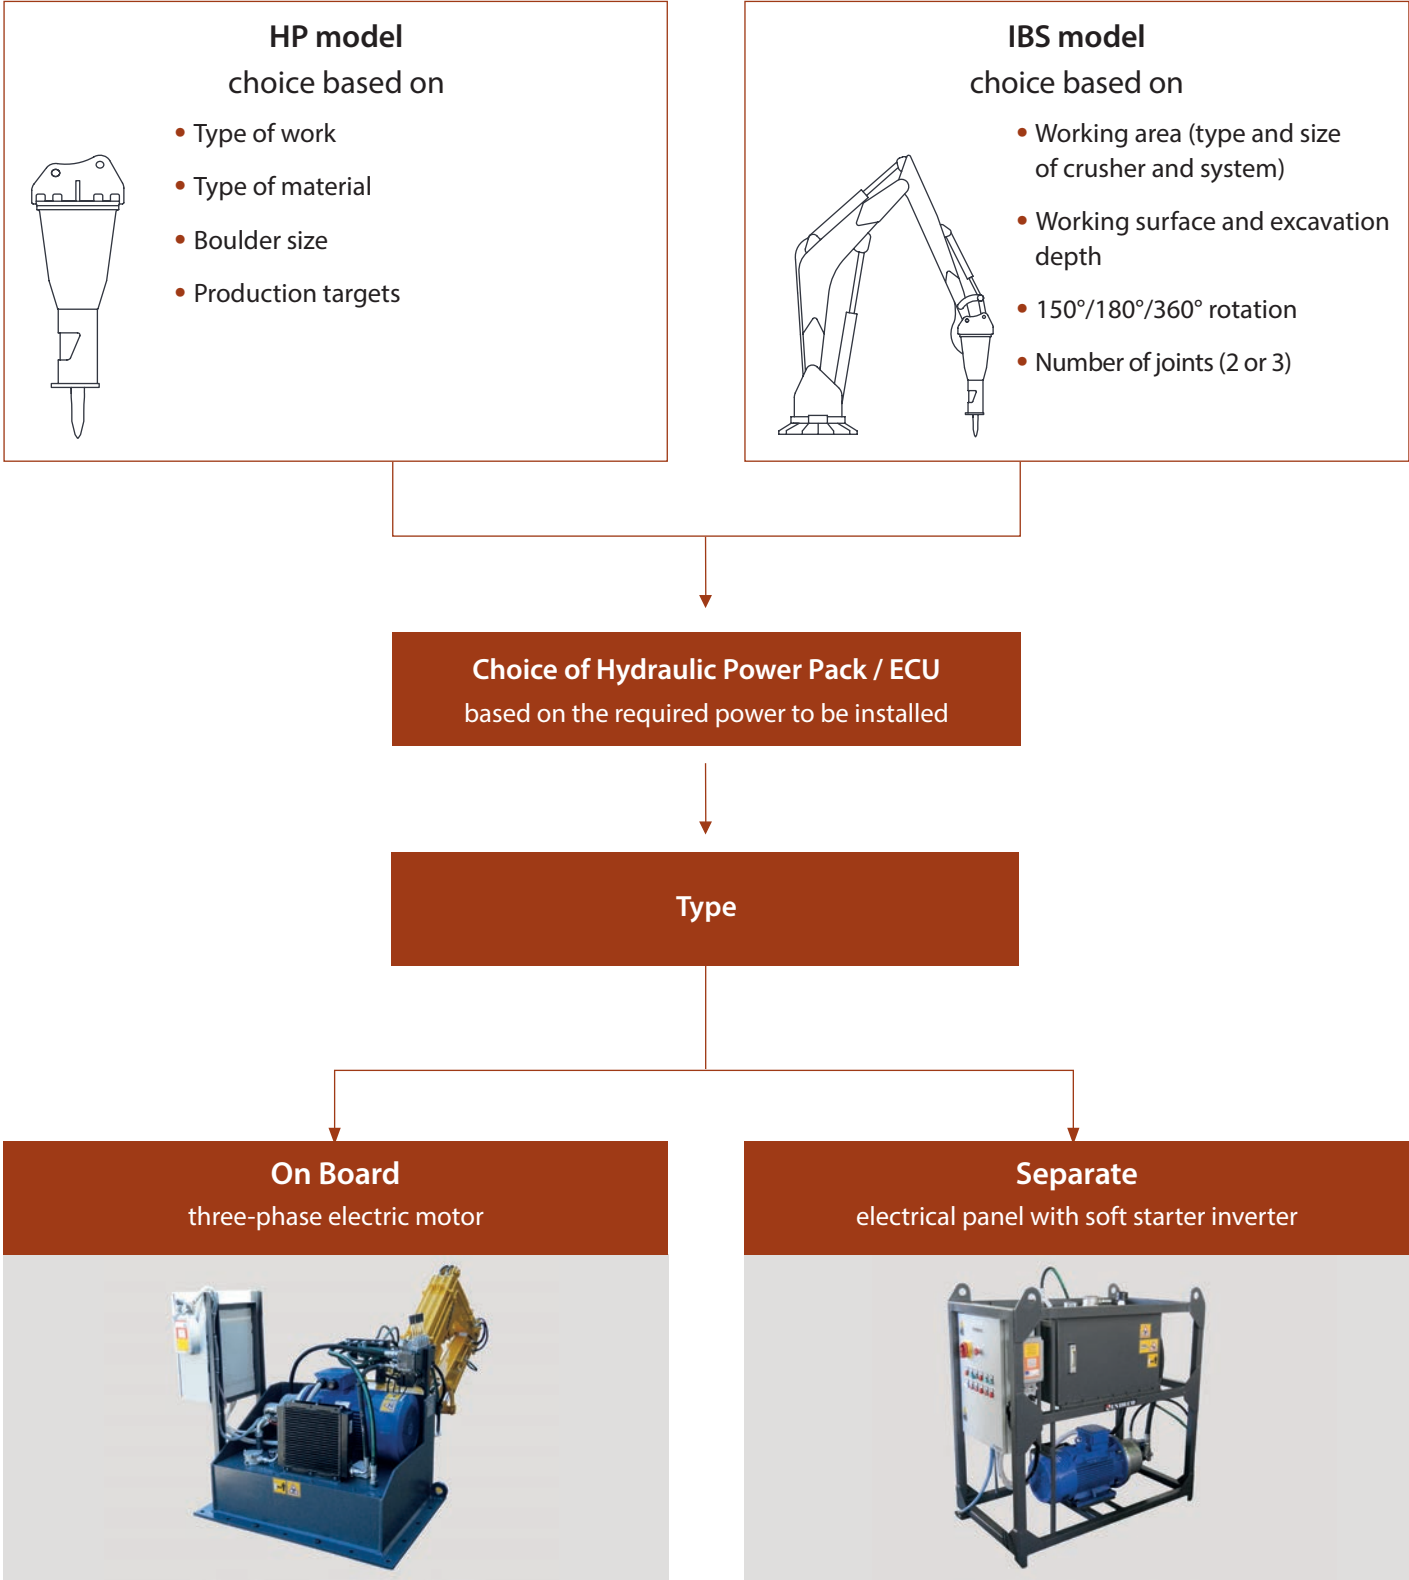 HP model
choice based on
• Type of work
• Type of material
• Boulder size
• Production targets
IBS model
choice based on
• Working area (type and size
of crusher and system)
• Working surface and excavation
depth
• 150°/180°/360° rotation
• Number of joints (2 or 3)
Choice of Hydraulic Power Pack / ECU
based on the required power to be installed
Type
On Board
three-phase electric motor
Separate
electrical panel with soft starter inverter
INDECO